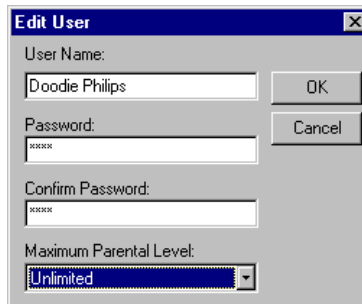 Edit User
User Name:
Doodie Philips
OK
Password:
Cancel
××××
Confirm Password:
××××
Maximum Parental Level:
Unlimited